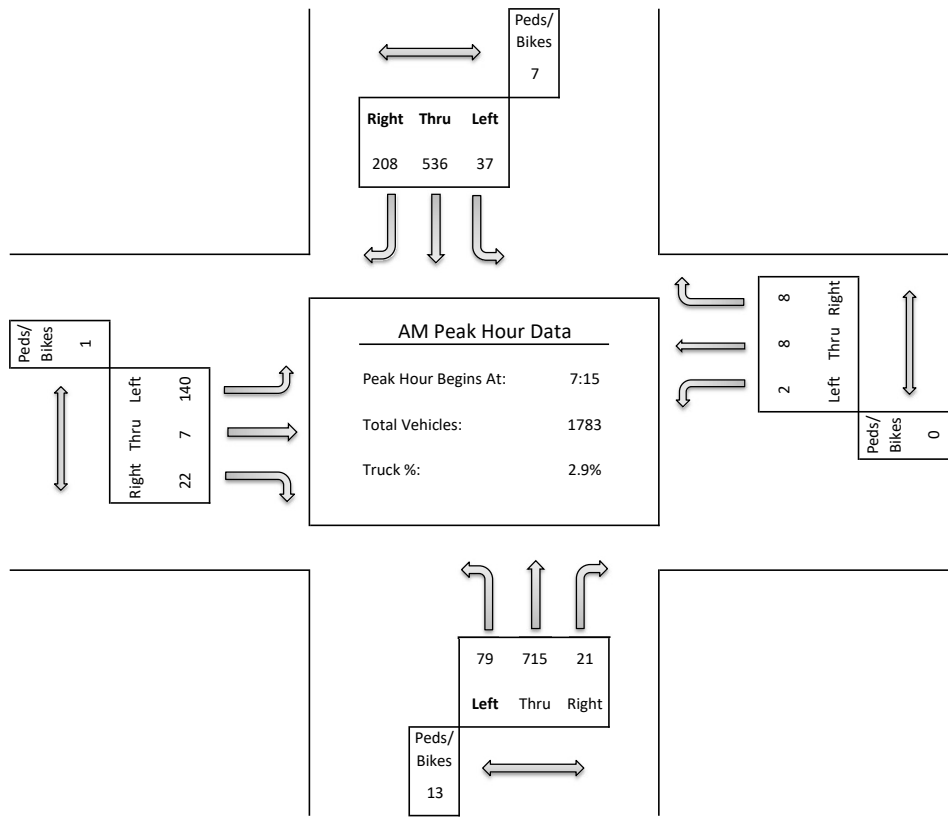 Peds/
Bikes
7
Right Thru Left
208 536 37
Peds/
Bikes
1
Left
140
Thru
7
Right
22
AM Peak Hour Data
Peak Hour Begins At: 7:15
Total Vehicles: 1783
Truck %: 2.9%
8
Right
8
Thru
2
Left
Peds/
Bikes
0
79 715 21
Left Thru Right
Peds/
Bikes
13